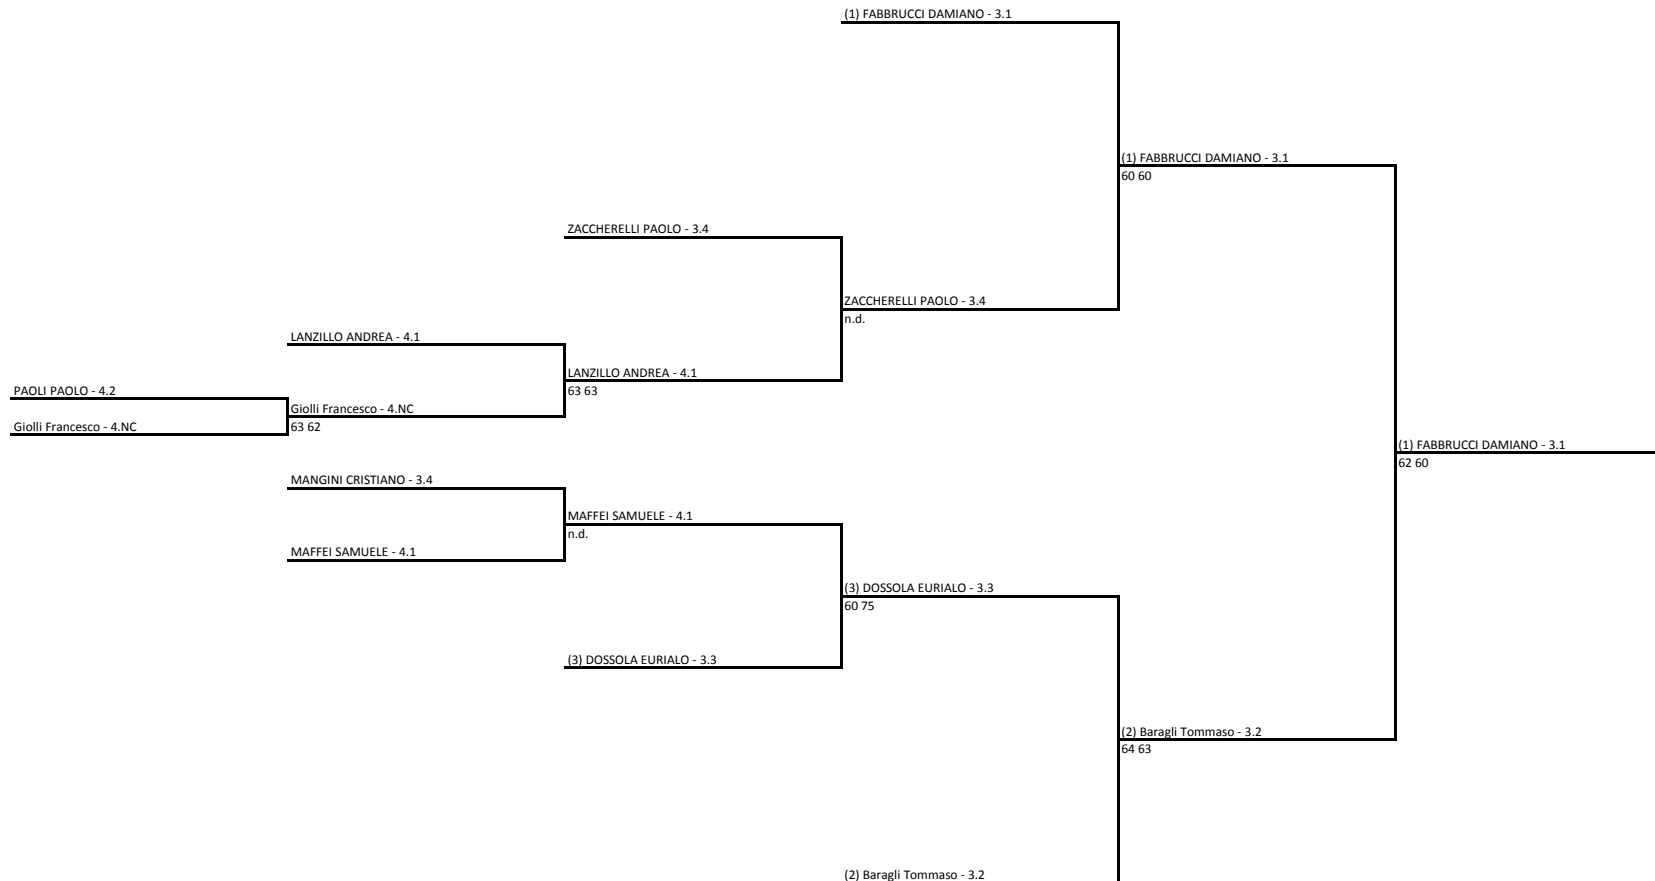 (1) FABBRUCCI DAMIANO - 3.1
(1) FABBRUCCI DAMIANO - 3.1
60 60
ZACCHERELLI PAOLO - 3.4
ZACCHERELLI PAOLO - 3.4
n.d.
LANZILLO ANDREA - 4.1
LANZILLO ANDREA - 4.1
63 63
PAOLI PAOLO - 4.2
Giolli Francesco - 4.NC
63 62
Giolli Francesco - 4.NC
(1) FABBRUCCI DAMIANO - 3.1
62 60
MANGINI CRISTIANO - 3.4
MAFFEI SAMUELE - 4.1
n.d.
MAFFEI SAMUELE - 4.1
(3) DOSSOLA EURIALO - 3.3
60 75
(3) DOSSOLA EURIALO - 3.3
(2) Baragli Tommaso - 3.2
64 63
(2) Baragli Tommaso - 3.2